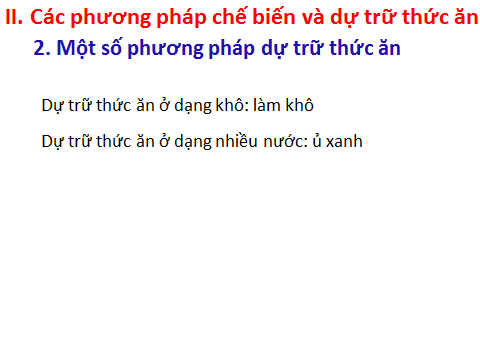 II. Các phương pháp chế biến và dự trữ thức ăn
2. Một số phương pháp dự trữ thức ăn
Dự trữ thức ăn ở dạng khô: làm khô
Dự trữ thức ăn ở dạng nhiều nước: ủ xanh